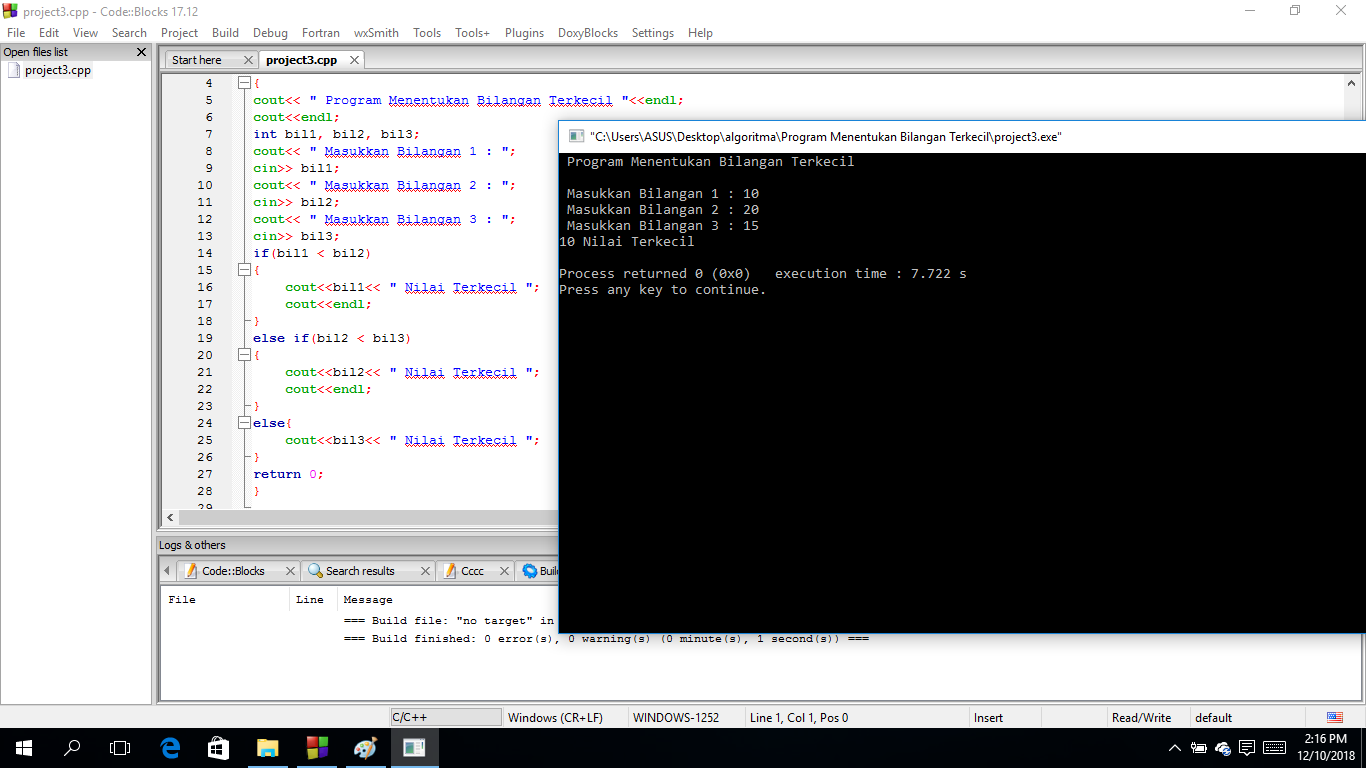 project3.cpp - Code::Blocks 17.12
File Edit View Search Project Build Debug Fortran wxSmith Tools Tools+ Plugins DoxyBlocks Settings Help
Open files list
project3.cpp
Start here
project3.cpp
4 {
5 cout<< " Program Menentukan Bilangan Terkecil "<<endl;
6 cout<<endl;
7 int bil1, bil2, bil3;
8 cout<< " Masukkan Bilangan 1 : ";
9 cin>> bil1;
10 cout<< " Masukkan Bilangan 2 : ";
11 cin>> bil2;
12 cout<< " Masukkan Bilangan 3 : ";
13 cin>> bil3;
14 if(bil1 < bil2)
15 {
16 cout<<bil1<< " Nilai Terkecil ";
17 cout<<endl;
18 }
19 else if(bil2 < bil3)
20 {
21 cout<<bil2<< " Nilai Terkecil ";
22 cout<<endl;
23 }
24 else{
25 cout<<bil3<< " Nilai Terkecil ";
26 }
27 return 0;
28 }
29
"C:\Users\ASUS\Desktop\algoritma\Program Menentukan Bilangan Terkecil\project3.exe"
Program Menentukan Bilangan Terkecil
Masukkan Bilangan 1 : 10
Masukkan Bilangan 2 : 20
Masukkan Bilangan 3 : 15
10 Nilai Terkecil
Process returned 0 (0x0) execution time : 7.722 s
Press any key to continue.
Logs & others
Code::Blocks
Search results
Cccc
File Line Message
=== Build file: "no target" in
=== Build finished: 0 error(s), 0 warning(s) (0 minute(s), 1 second(s)) ===
C/C++ Windows (CR+LF) WINDOWS-1252 Line 1, Col 1, Pos 0 Insert Read/Write default
2:16 PM
12/10/2018